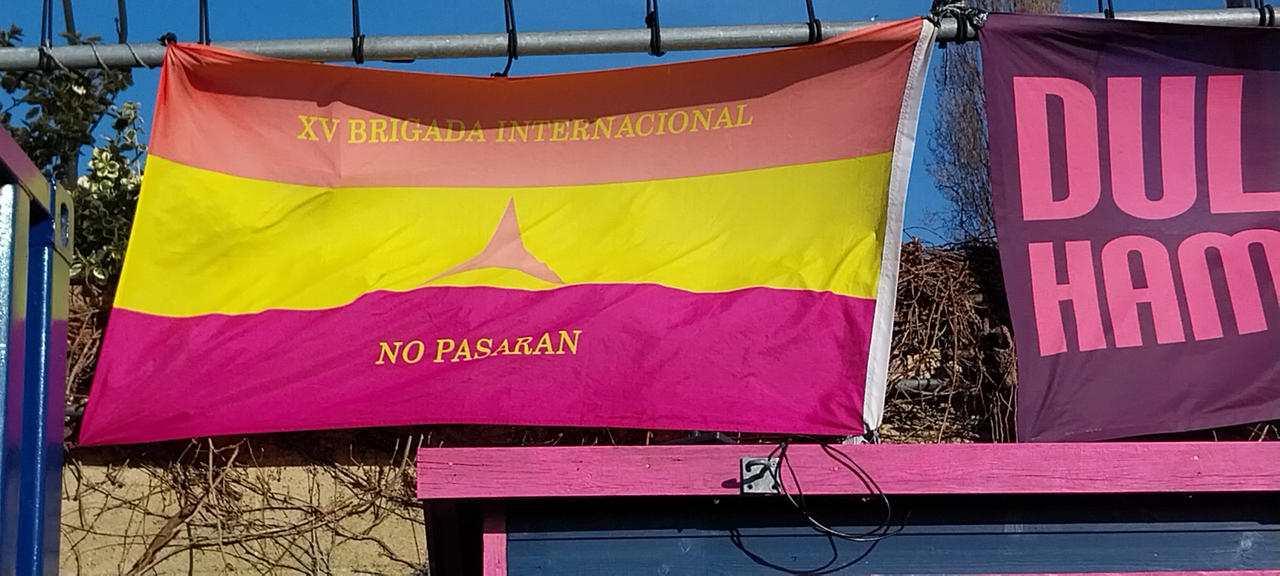 XV BRIGADA INTERNACIONAL
NO PASARAN
DUL
HAM